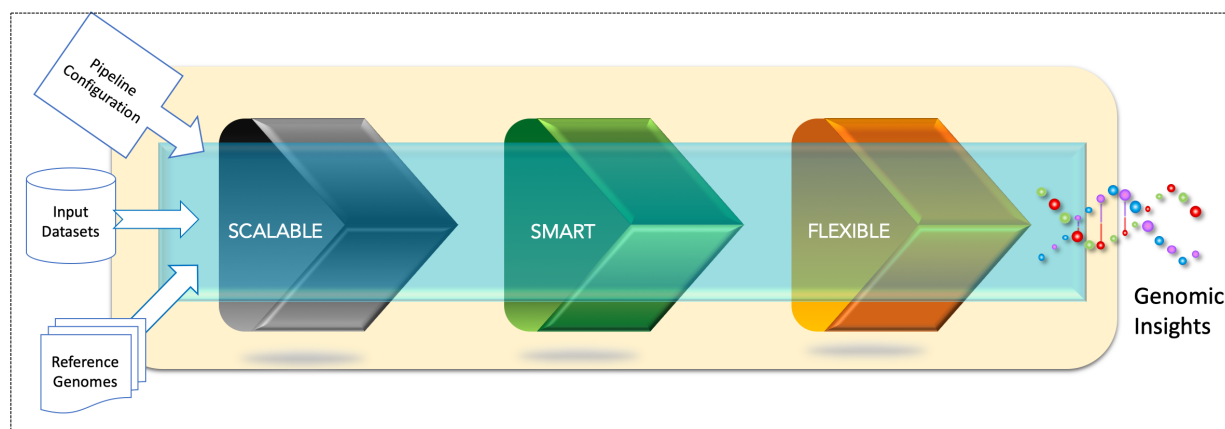 Pipeline
Configuration
Input
Datasets
Reference
Genomes
SCALABLE
SMART
FLEXIBLE
Genomic
Insights